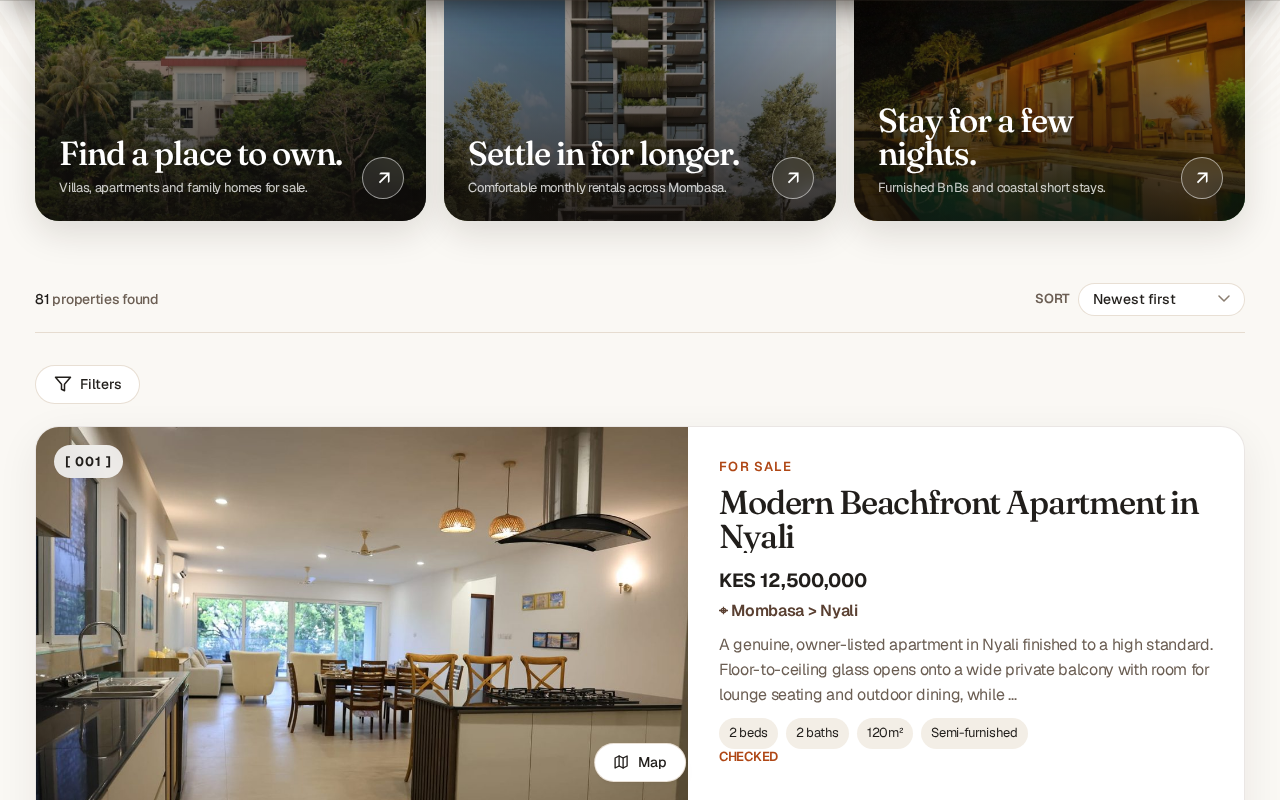 Find a place to own.
Villas, apartments and family homes for sale.
Settle in for longer.
Comfortable monthly rentals across Mombasa.
Stay for a few
nights.
Furnished BnBs and coastal short stays.
81 properties found
SORT
Newest first
Filters
[ 001 ]
FOR SALE
Modern Beachfront Apartment in
Nyali
KES 12,500,000
⌖ Mombasa > Nyali
A genuine, owner-listed apartment in Nyali finished to a high standard.
Floor-to-ceiling glass opens onto a wide private balcony with room for
lounge seating and outdoor dining, while ...
2 beds
2 baths
120m²
Semi-furnished
CHECKED
Map